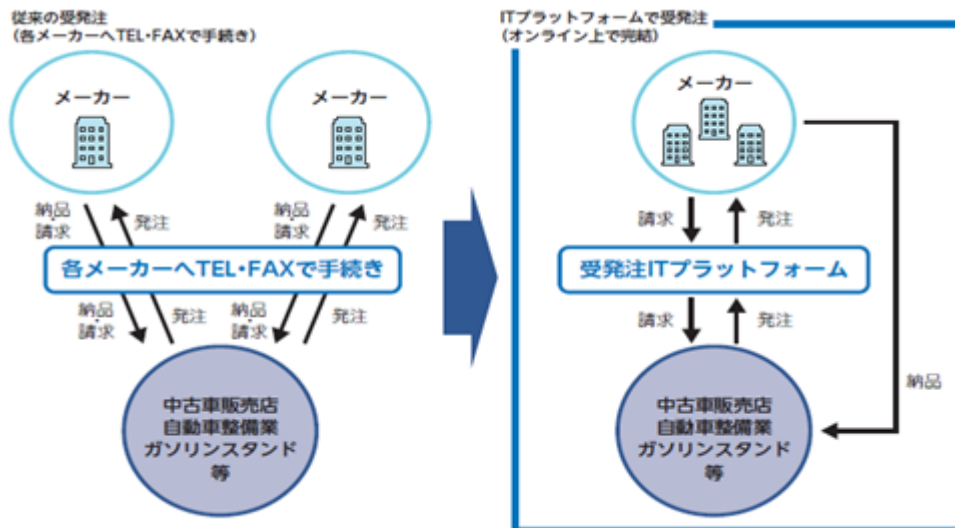 従来の受発注
(各メーカーへTEL・FAXで手続き)
メーカー
メーカー
納品・
請求
発注
納品・
請求
発注
各メーカーへTEL・FAXで手続き
納品・
請求
発注
納品・
請求
発注
中古車販売店
自動車整備業
ガソリンスタンド
等
ITプラットフォームで受発注
(オンライン上で完結)
メーカー
請求
発注
受発注ITプラットフォーム
請求
発注
納品
中古車販売店
自動車整備業
ガソリンスタンド
等